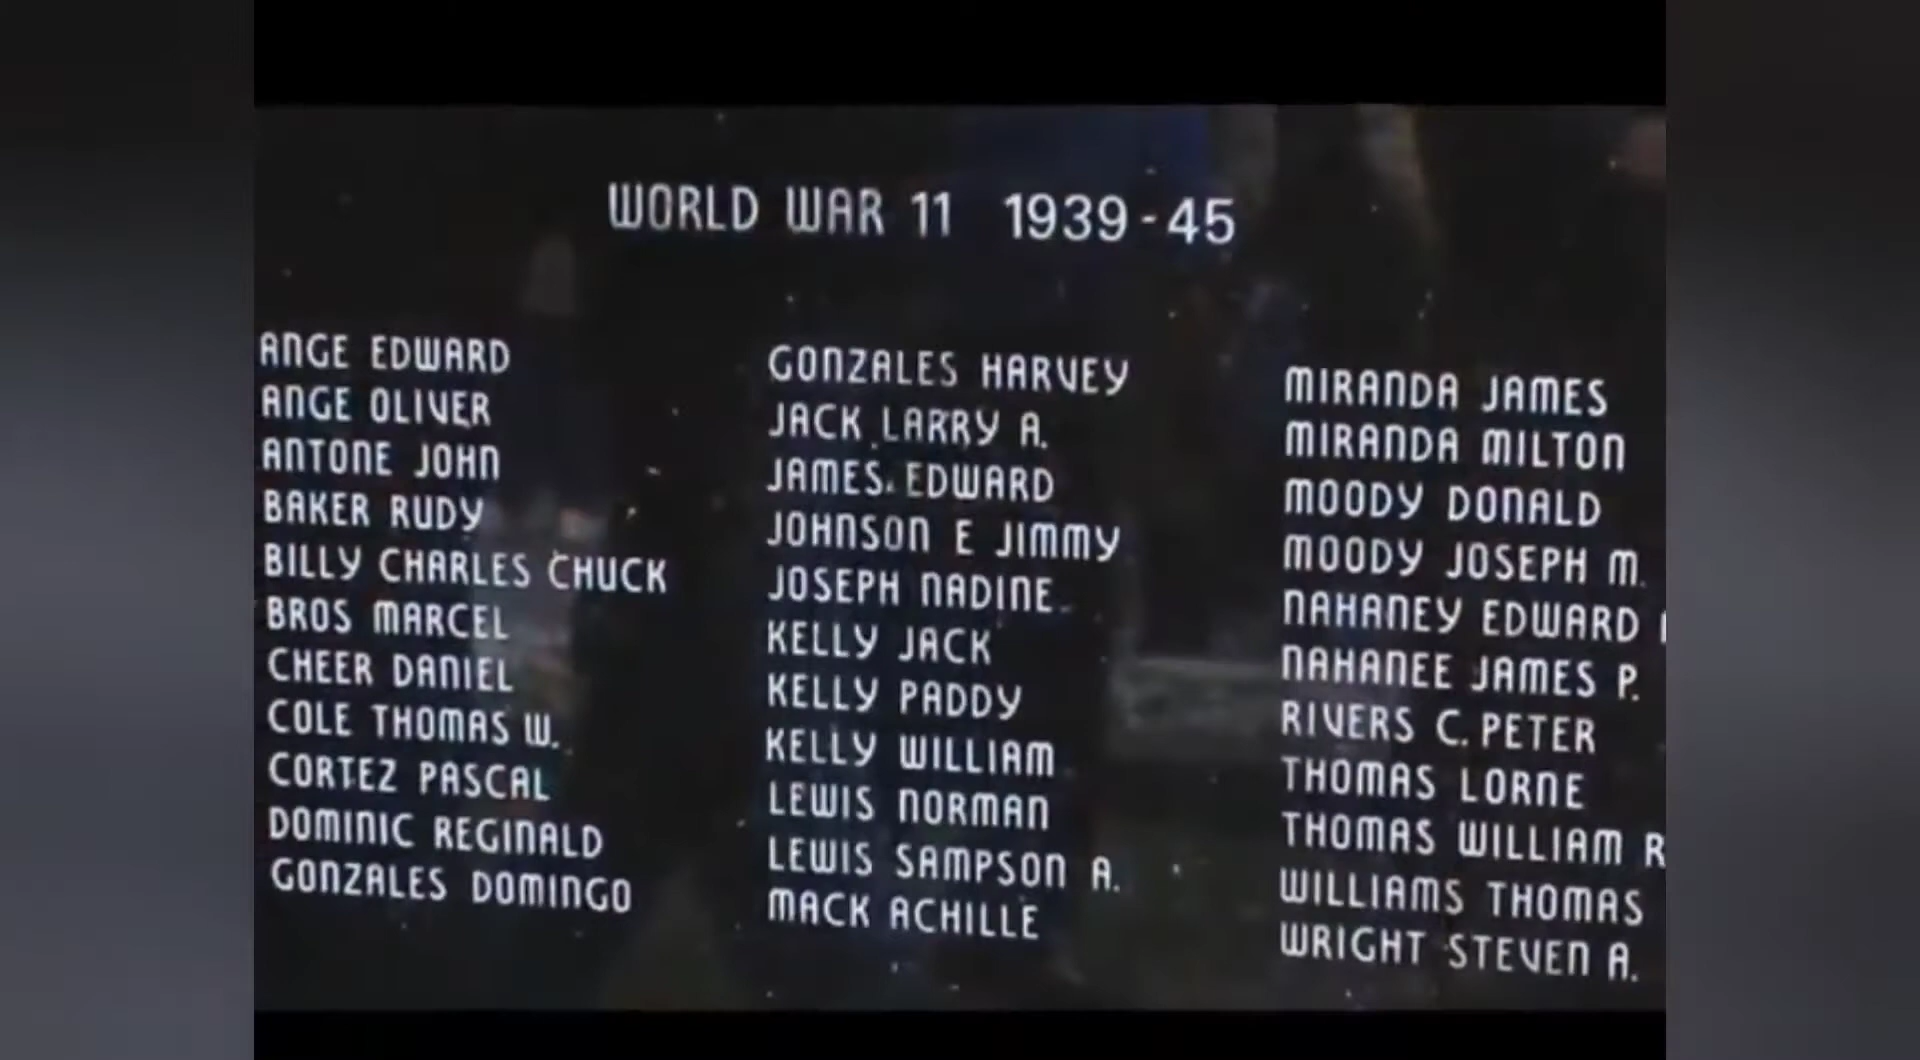 WORLD WAR 11 1939-45
ANGE EDWARD
ANGE OLIVER
ANTONE JOHN
BAKER RUDY
BILLY CHARLES CHUCK
BROS MARCEL
CHEER DANIEL
COLE THOMAS W.
CORTEZ PASCAL
DOMINIC REGINALD
GONZALES DOMINGO
GONZALES HARVEY
JACK LARRY A.
JAMES EDWARD
JOHNSON E JIMMY
JOSEPH NADINE
KELLY JACK
KELLY PADDY
KELLY WILLIAM
LEWIS NORMAN
LEWIS SAMPSON A.
MACK ACHILLE
MIRANDA JAMES
MIRANDA MILTON
MOODY DONALD
MOODY JOSEPH M.
NAHANEY EDWARD
NAHANEE JAMES P.
RIVERS C. PETER
THOMAS LORNE
THOMAS WILLIAM R
WILLIAMS THOMAS
WRIGHT STEVEN A.